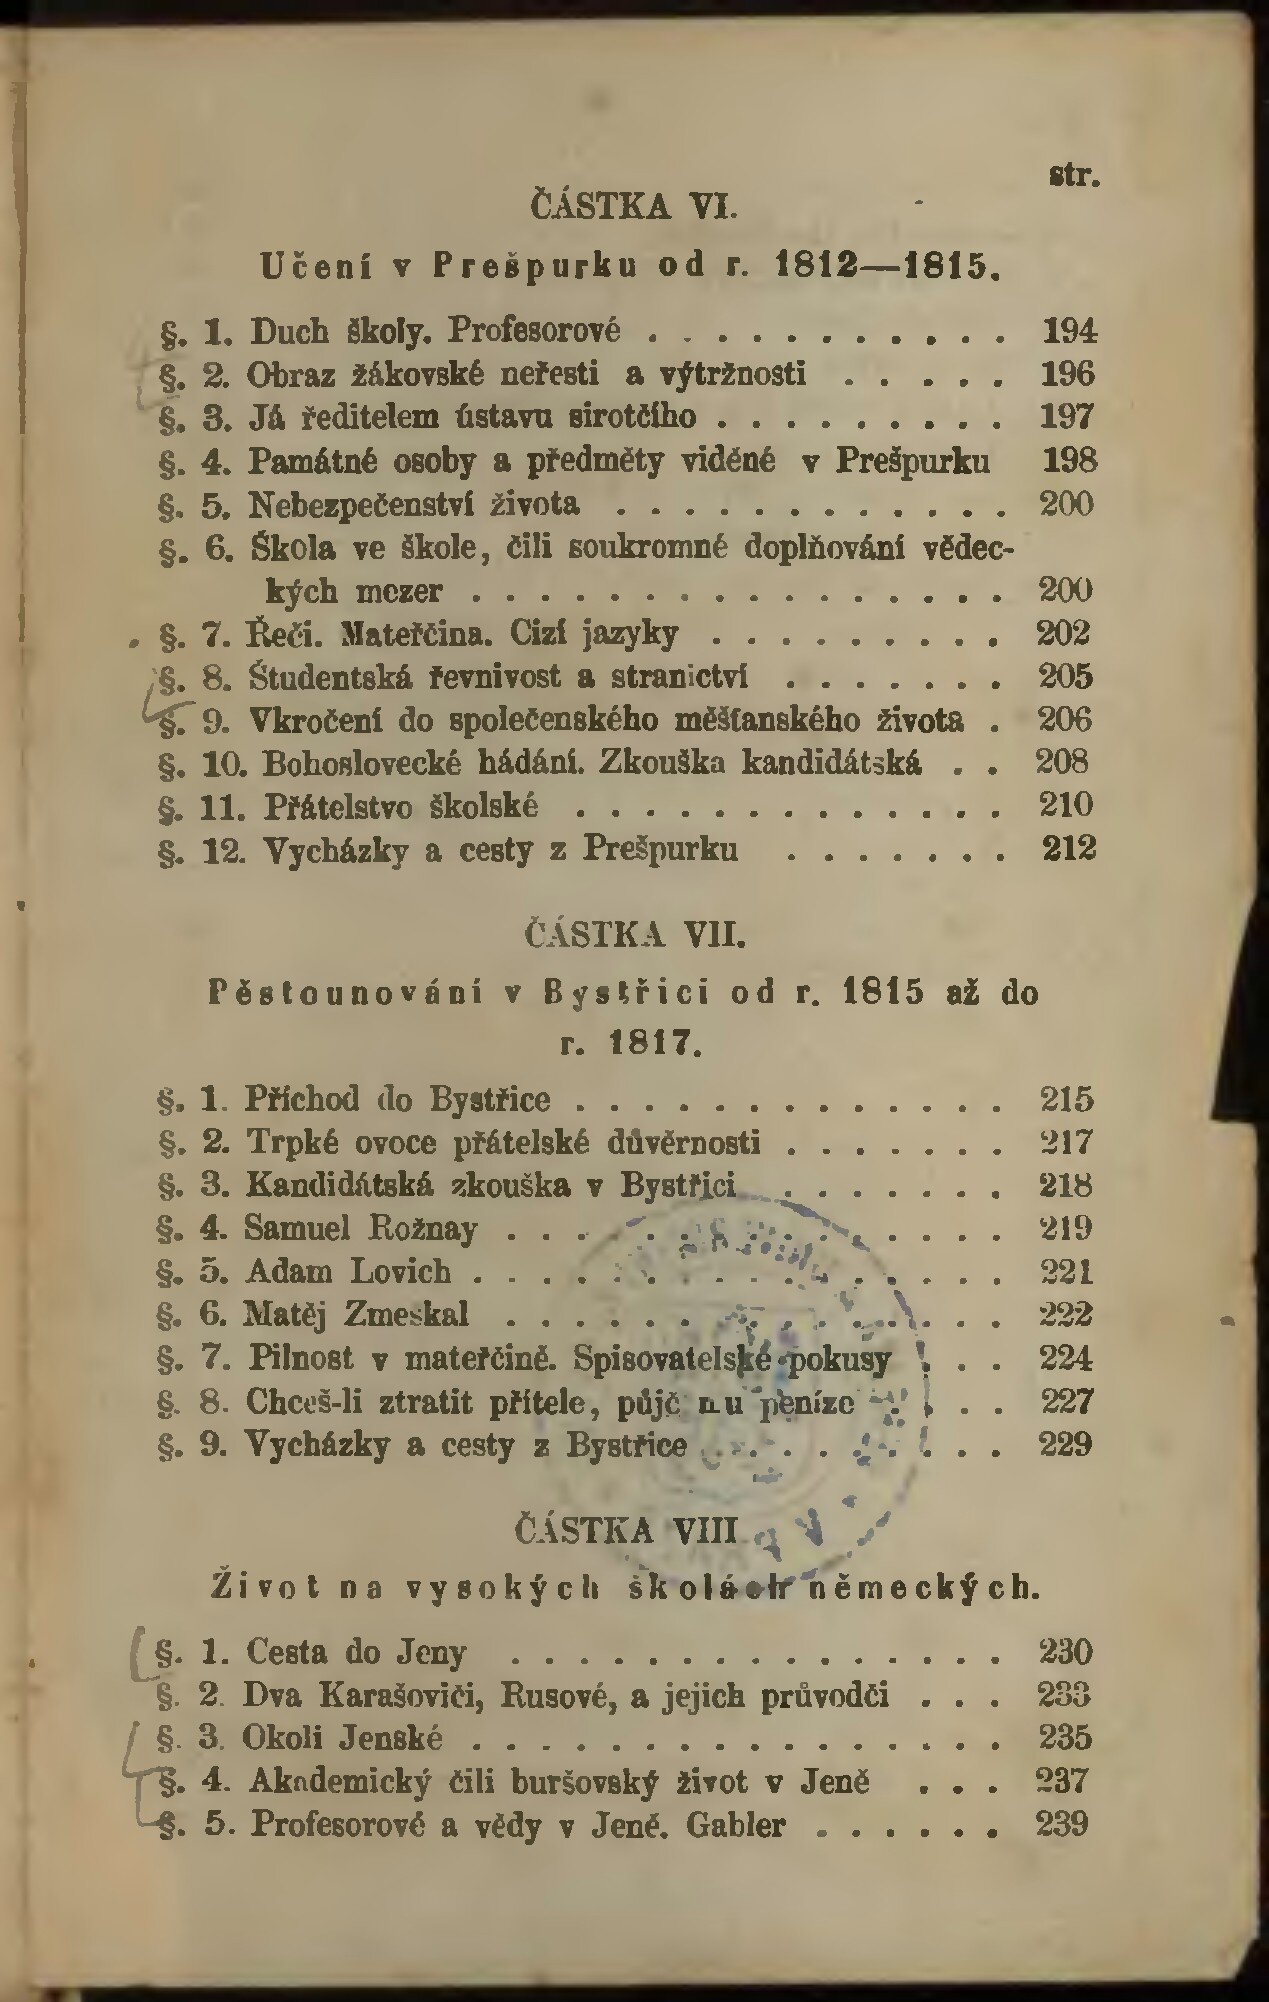 str.
ČÁSTKA VI.
Učení v Prešpurku od r. 1812—1815.
§. 1. Duch školy. Profesorové . . . . . . . . . . . 194
§. 2. Obraz žákovské neřesti a výtržnosti . . . . . 196
§. 3. Já ředitelem ústavu sirotčího . . . . . . . . . 197
§. 4. Památné osoby a předměty viděné v Prešpurku 198
§. 5. Nebezpečenství života . . . . . . . . . . . . 200
§. 6. Škola ve škole, čili soukromné doplňování vědec-
kých mezer . . . . . . . . . . . . . . . . 200
§. 7. Řeči. Mateřčina. Cizí jazyky . . . . . . . . . 202
§. 8. Študentská řevnivost a stranictví . . . . . . . 205
§. 9. Vkročení do společenského měšťanského života . 206
§. 10. Bohoslovecké hádání. Zkouška kandidátská . . 208
§. 11. Přátelstvo školské . . . . . . . . . . . . . 210
§. 12. Vycházky a cesty z Prešpurku . . . . . . . 212
ČÁSTKA VII.
Pěstounování v Bystřici od r. 1815 až do
r. 1817.
§. 1. Příchod do Bystřice . . . . . . . . . . . . . 215
§. 2. Trpké ovoce přátelské důvěrnosti . . . . . . . 217
§. 3. Kandidátská zkouška v Bystřici . . . . . . . 218
§. 4. Samuel Rožnay . . . . . . . . . . . . . . . 219
§. 5. Adam Lovich . . . . . . . . . . . . . . . . 221
§. 6. Matěj Zmeskal . . . . . . . . . . . . . . . 222
§. 7. Pilnost v mateřčině. Spisovatelské pokusy . . . 224
§. 8. Chceš-li ztratit přítele, půjč mu peníze . . . . 227
§. 9. Vycházky a cesty z Bystřice . . . . . . . . . 229
ČÁSTKA VIII
Život na vysokých školách německých.
§. 1. Cesta do Jeny . . . . . . . . . . . . . . . 230
§. 2. Dva Karašoviči, Rusové, a jejich průvodči . . . 233
§. 3. Okolí Jenské . . . . . . . . . . . . . . . . 235
§. 4. Akademický čili buršovský život v Jeně . . . 237
§. 5. Profesorové a vědy v Jeně. Gabler . . . . . . 239